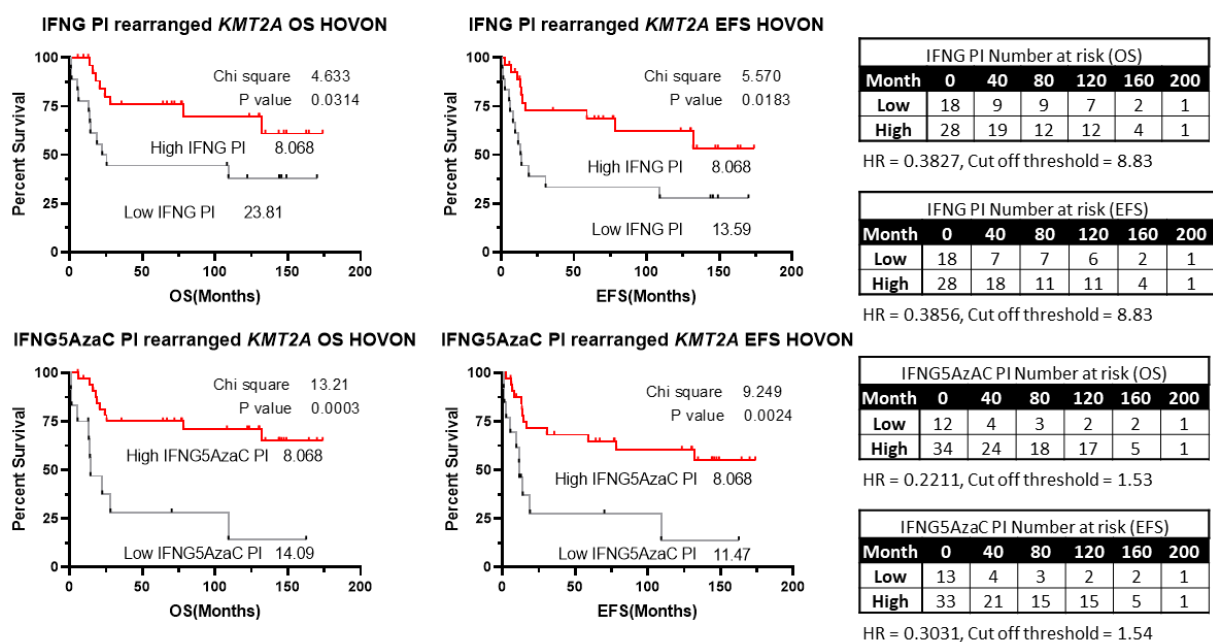 IFNG PI rearranged KMT2A OS HOVON
100
75
50
25
0
Percent Survival
Chi square 4.633
P value 0.0314
High IFNG PI 8.068
Low IFNG PI 23.81
0 50 100 150 200
OS(Months)
IFNG PI rearranged KMT2A EFS HOVON
100
75
50
25
0
Percent Survival
Chi square 5.570
P value 0.0183
High IFNG PI 8.068
Low IFNG PI 13.59
0 50 100 150 200
EFS(Months)
IFNG PI Number at risk (OS)
Month 0 40 80 120 160 200
Low 18 9 9 7 2 1
High 28 19 12 12 4 1
HR = 0.3827, Cut off threshold = 8.83
IFNG PI Number at risk (EFS)
Month 0 40 80 120 160 200
Low 18 7 7 6 2 1
High 28 18 11 11 4 1
HR = 0.3856, Cut off threshold = 8.83
IFNG5AzaC PI rearranged KMT2A OS HOVON
100
75
50
25
0
Percent Survival
Chi square 13.21
P value 0.0003
High IFNG5AzaC PI 8.068
Low IFNG5AzaC PI 14.09
0 50 100 150 200
OS(Months)
IFNG5AzaC PI rearranged KMT2A EFS HOVON
100
75
50
25
0
Percent Survival
Chi square 9.249
P value 0.0024
High IFNG5AzaC PI 8.068
Low IFNG5AzaC PI 11.47
0 50 100 150 200
EFS(Months)
IFNG5AzAC PI Number at risk (OS)
Month 0 40 80 120 160 200
Low 12 4 3 2 2 1
High 34 24 18 17 5 1
HR = 0.2211, Cut off threshold = 1.53
IFNG5AzaC PI Number at risk (EFS)
Month 0 40 80 120 160 200
Low 13 4 3 2 2 1
High 33 21 15 15 5 1
HR = 0.3031, Cut off threshold = 1.54